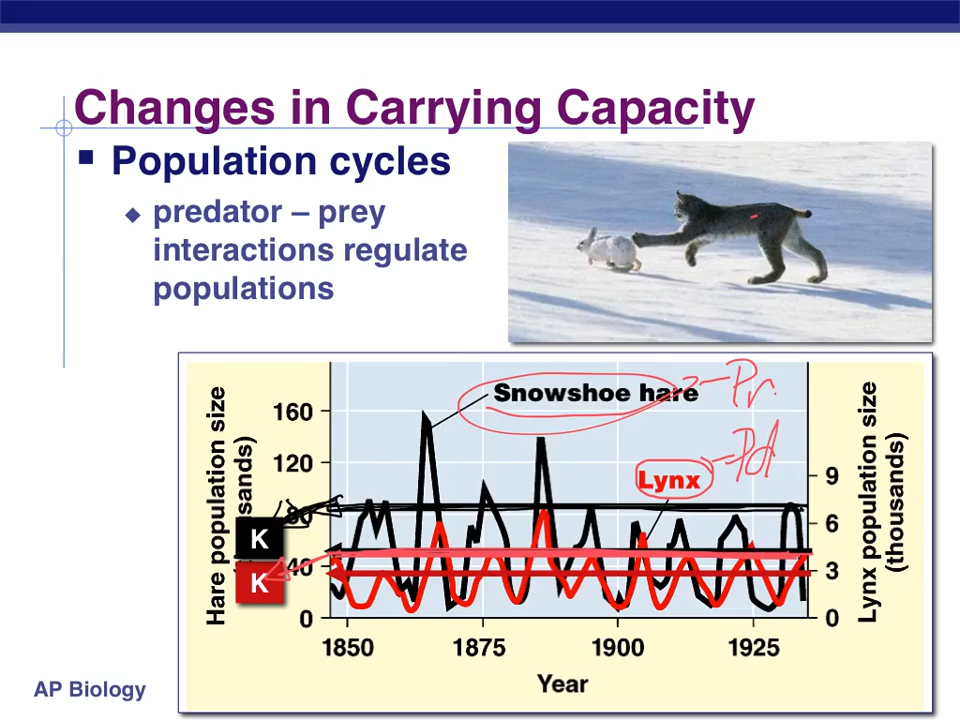 Changes in Carrying Capacity
Population cycles
predator – prey
interactions regulate
populations
Snowshoe hare
Pr.
Lynx
Pd
Hare population size
160
120
80
40
0
K
K
9
6
3
0
Lynx population size
(thousands)
1850 1875 1900 1925
Year
AP Biology